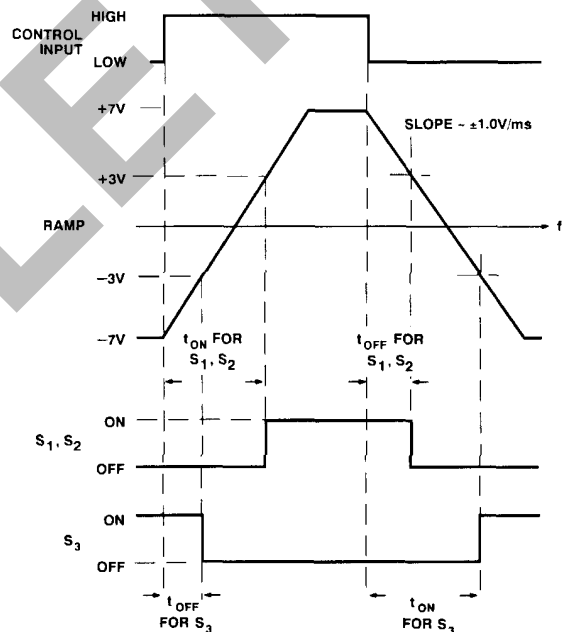 HIGH
CONTROL
INPUT
LOW
+7V
SLOPE ~ ±1.0V/ms
+3V
RAMP
f
−3V
−7V
tON FOR
S1, S2
tOFF FOR
S1, S2
ON
S1, S2
OFF
ON
S3
OFF
tOFF
FOR S3
tON
FOR S3